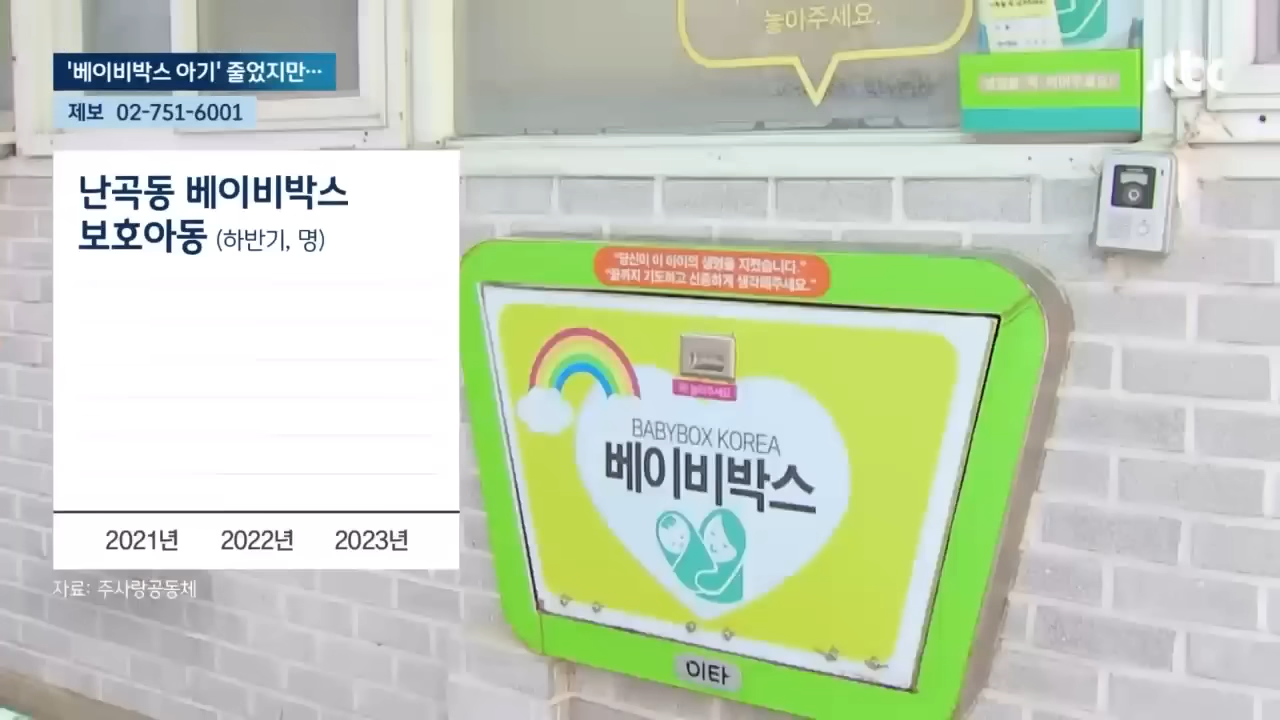 놓아주세요.
jtbc
'베이비박스 아기' 줄었지만…
제보 02-751-6001
난곡동 베이비박스
보호아동 (하반기, 명)
2021년 2022년 2023년
자료: 주사랑공동체
"당신이 이 아이의 생명을 지켰습니다."
"끝까지 기도하고 신중하게 생각해주세요."
BABYBOX KOREA
베이비박스